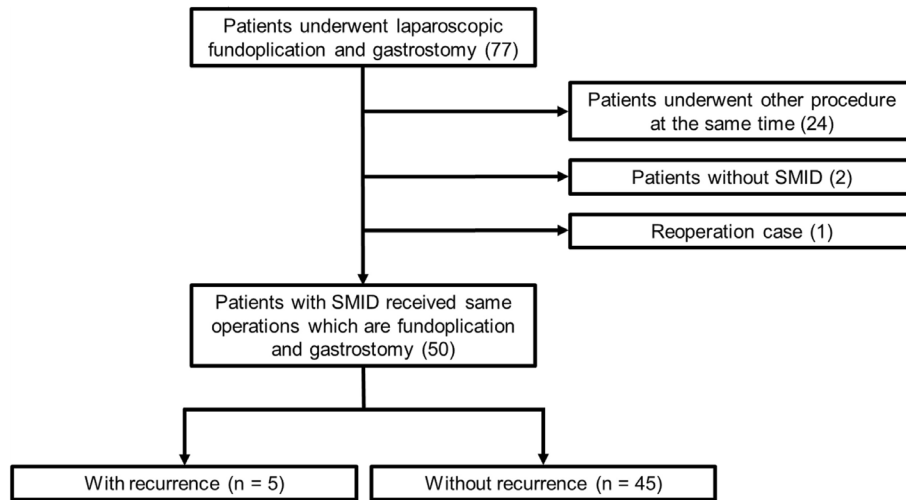 Patients underwent laparoscopic
fundoplication and gastrostomy (77)
Patients underwent other procedure
at the same time (24)
Patients without SMID (2)
Reoperation case (1)
Patients with SMID received same
operations which are fundoplication
and gastrostomy (50)
With recurrence (n = 5)
Without recurrence (n = 45)